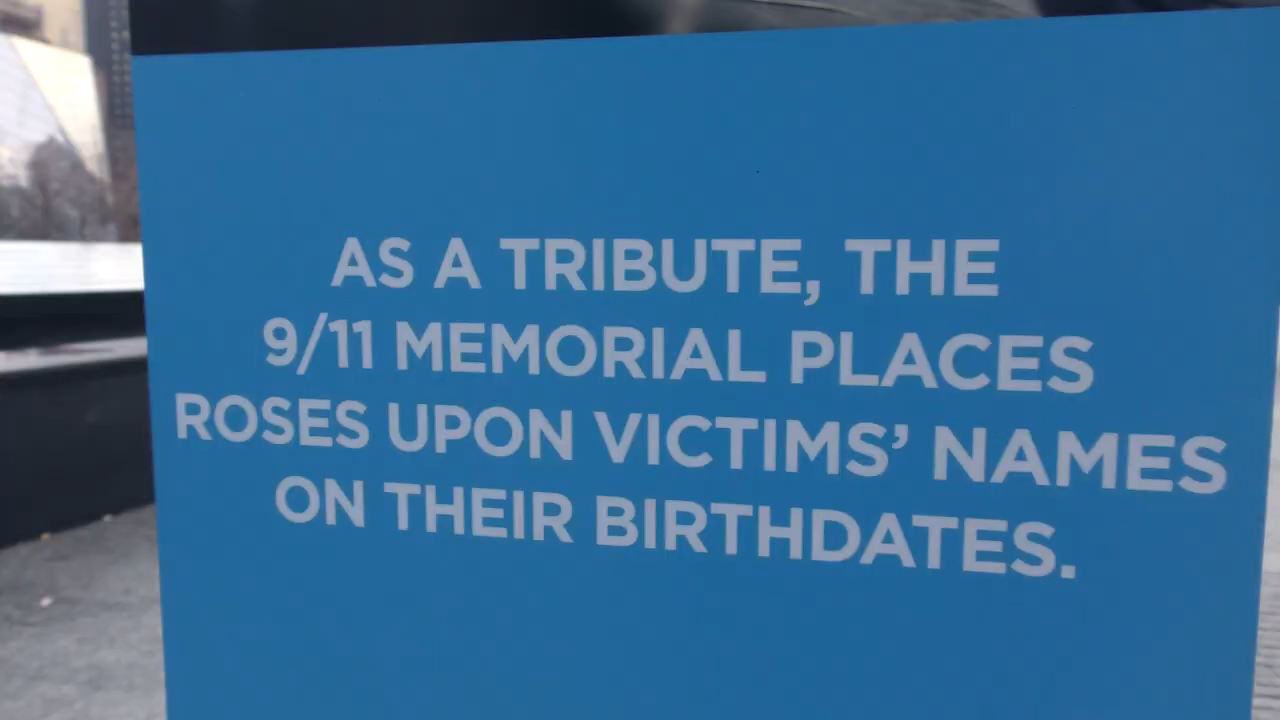 AS A TRIBUTE, THE
9/11 MEMORIAL PLACES
ROSES UPON VICTIMS’ NAMES
ON THEIR BIRTHDATES.